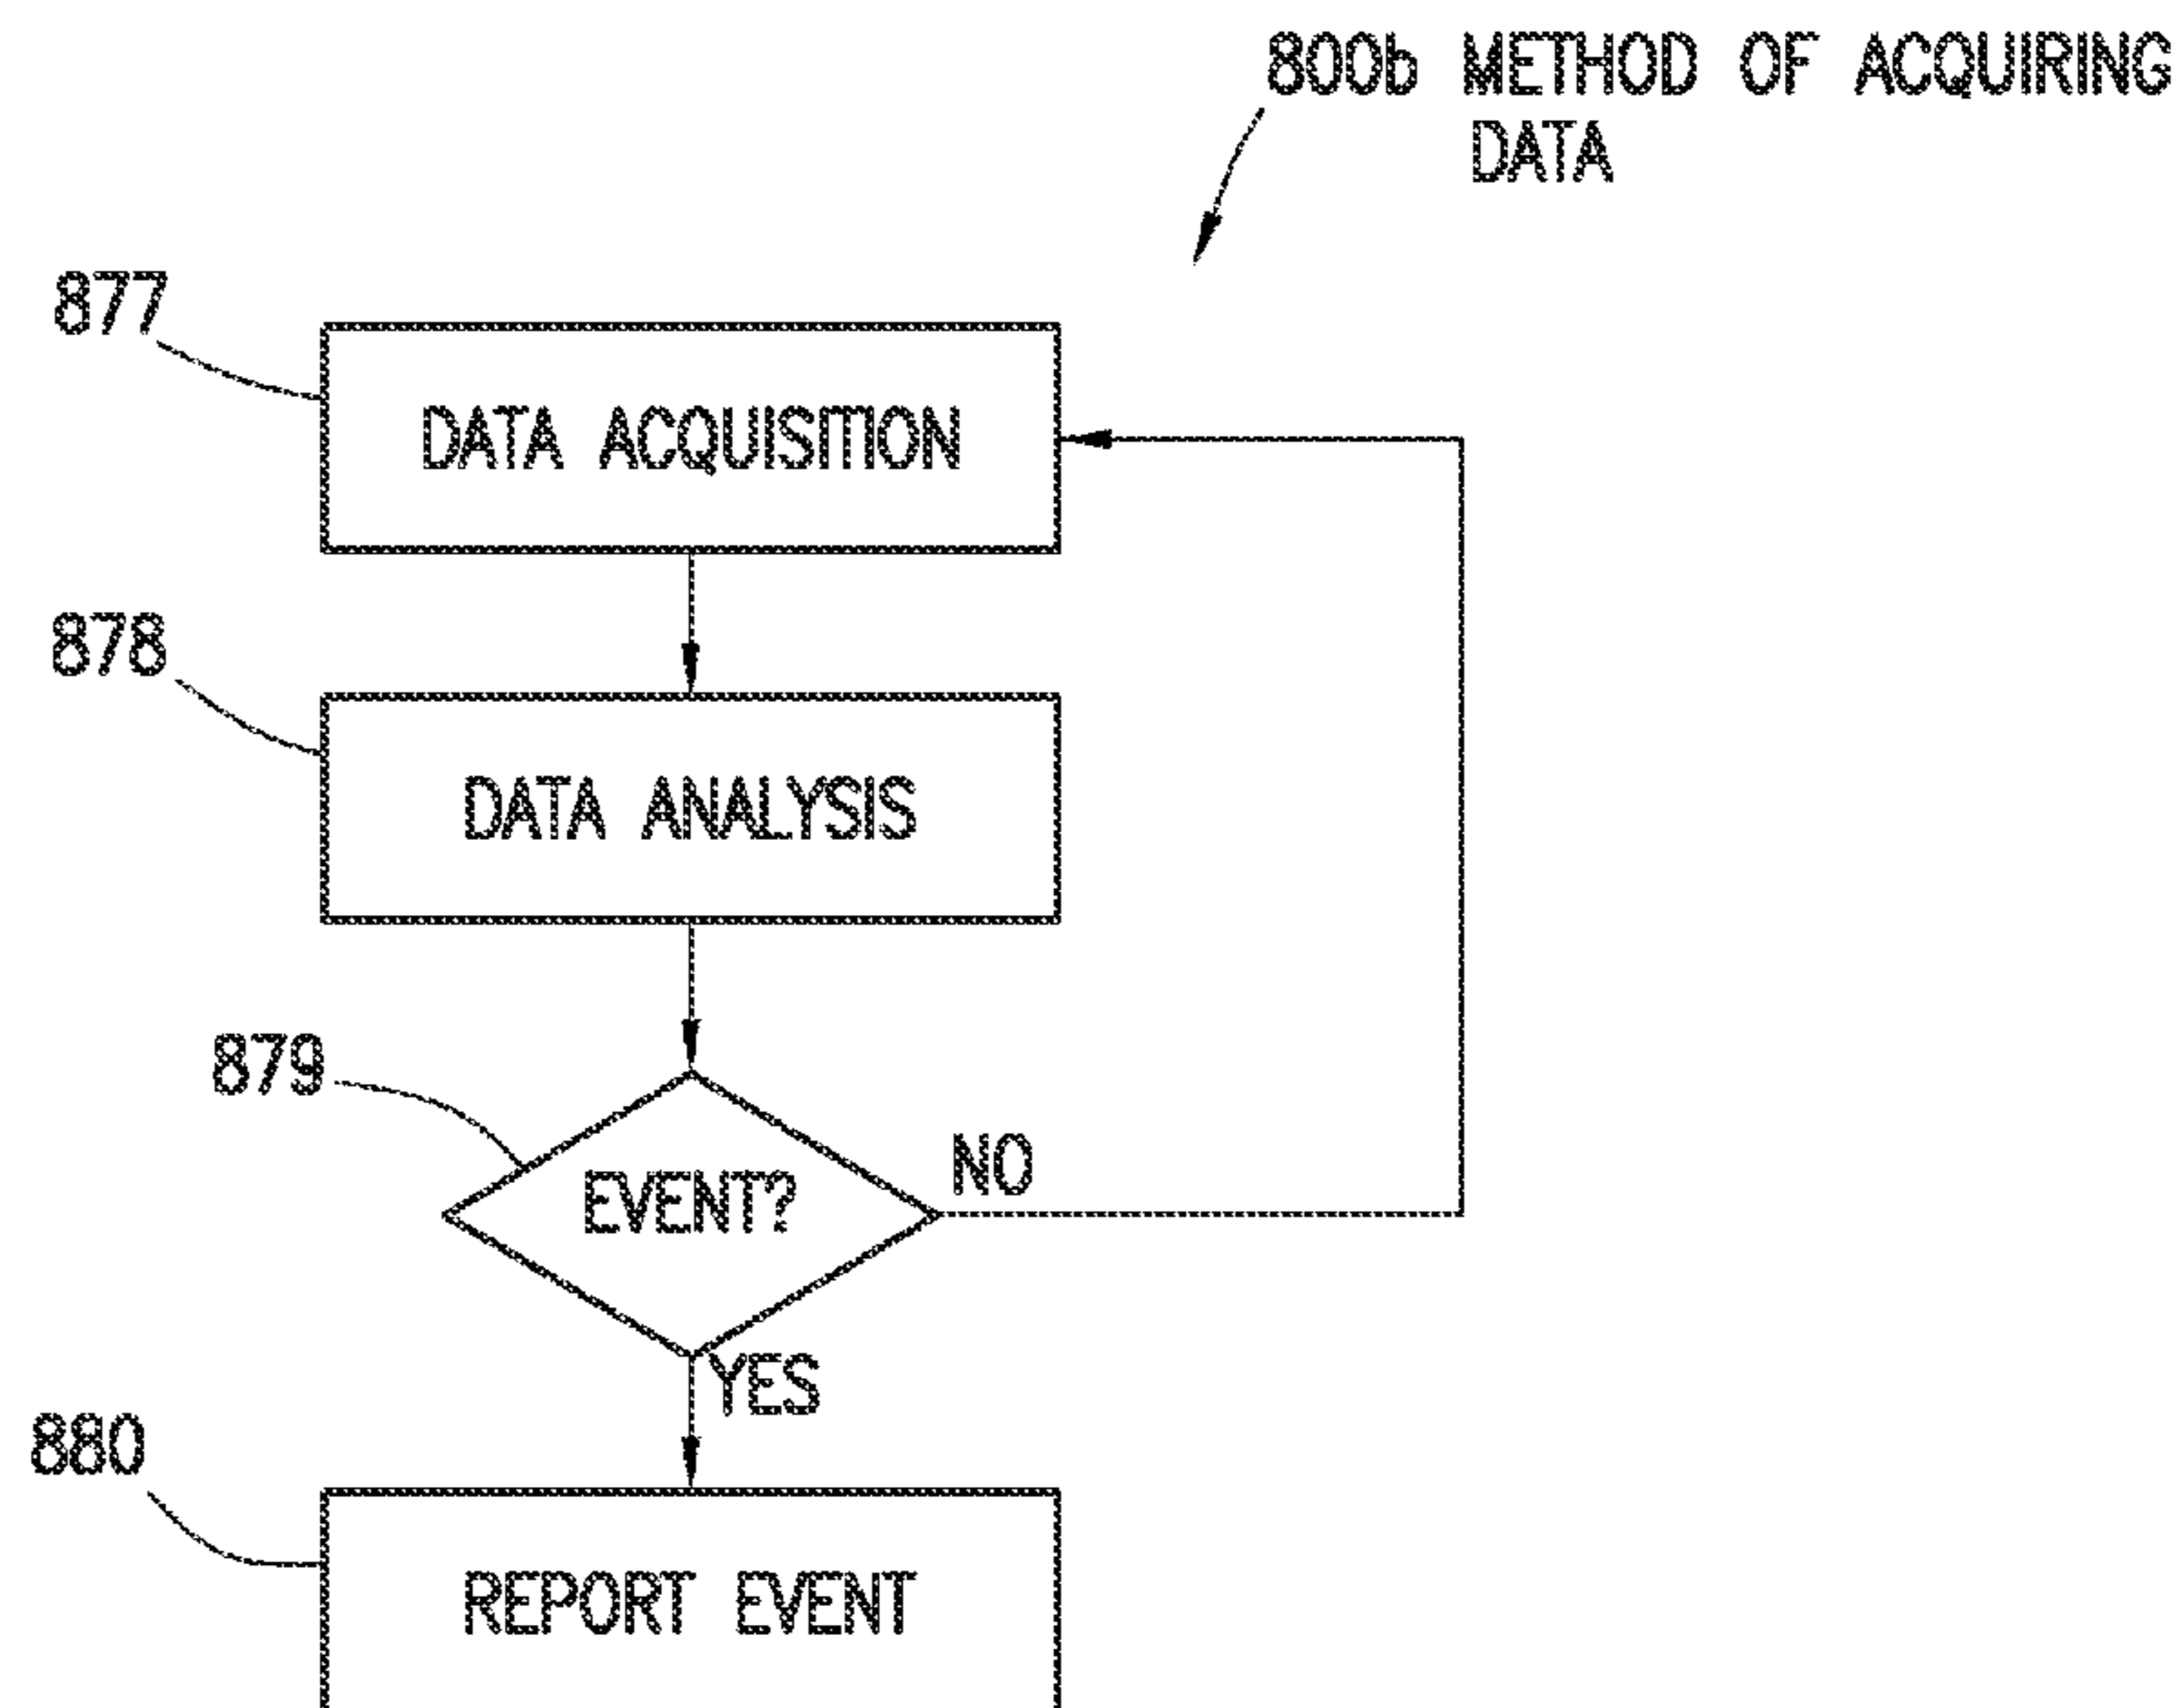 800b METHOD OF ACQUIRING
DATA
877
DATA ACQUISITION
878
DATA ANALYSIS
879
EVENT?
NO
YES
880
REPORT EVENT